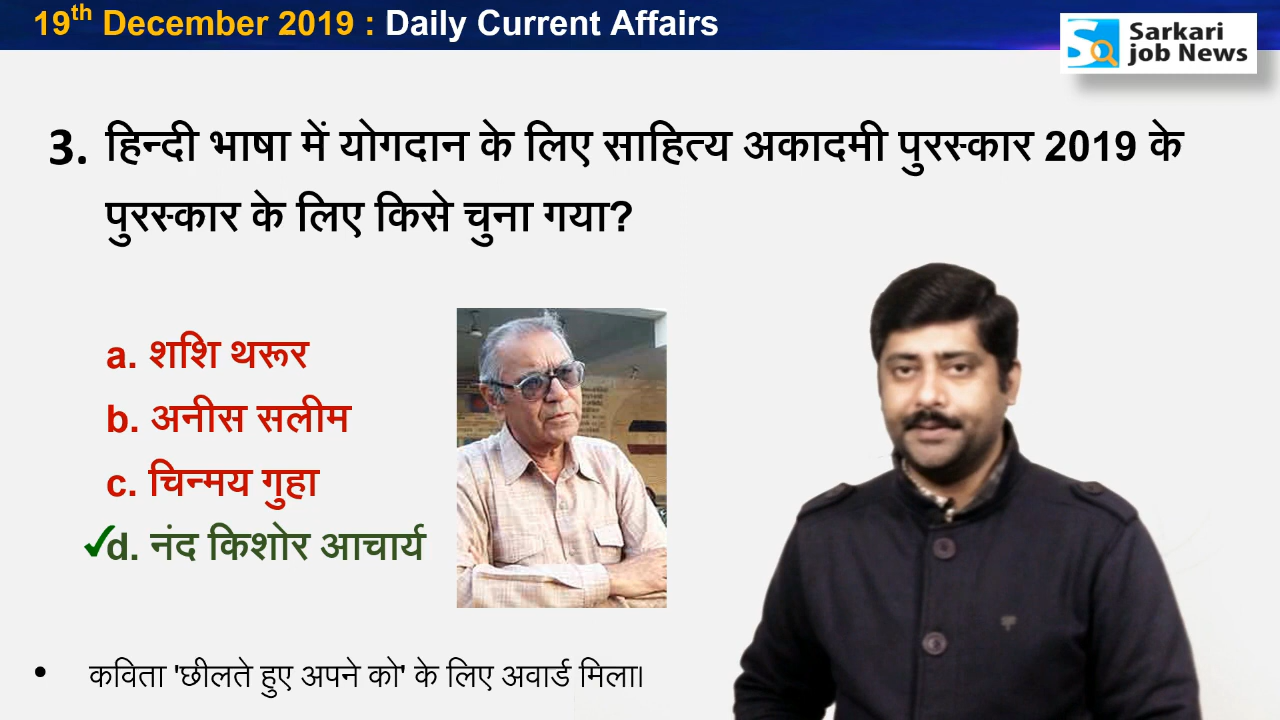 19th December 2019 : Daily Current Affairs
Sarkari
job News
3. हिन्दी भाषा में योगदान के लिए साहित्य अकादमी पुरस्कार 2019 के
पुरस्कार के लिए किसे चुना गया?
a. शशि थरूर
b. अनीस सलीम
c. चिन्मय गुहा
✓d. नंद किशोर आचार्य
• कविता 'छीलते हुए अपने को' के लिए अवार्ड मिला।